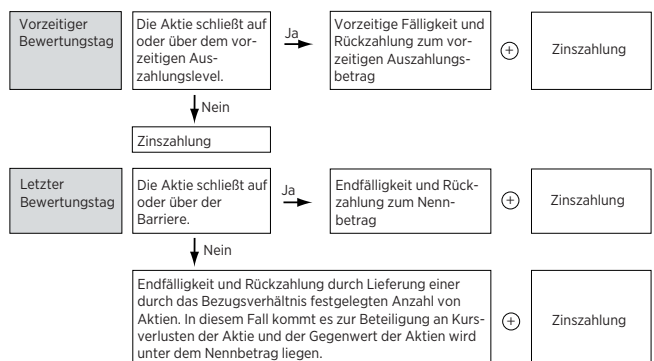 Vorzeitiger
Bewertungstag
Die Aktie schließt auf
oder über dem vor-
zeitigen Aus-
zahlungslevel.
Ja
Vorzeitige Fälligkeit und
Rückzahlung zum vor-
zeitigen Auszahlungs-
betrag
+
Zinszahlung
Nein
Zinszahlung
Letzter
Bewertungstag
Die Aktie schließt auf
oder über der
Barriere.
Ja
Endfälligkeit und Rück-
zahlung zum Nenn-
betrag
+
Zinszahlung
Nein
Endfälligkeit und Rückzahlung durch Lieferung einer
durch das Bezugsverhältnis festgelegten Anzahl von
Aktien. In diesem Fall kommt es zur Beteiligung an Kurs-
verlusten der Aktie und der Gegenwert der Aktien wird
unter dem Nennbetrag liegen.
+
Zinszahlung